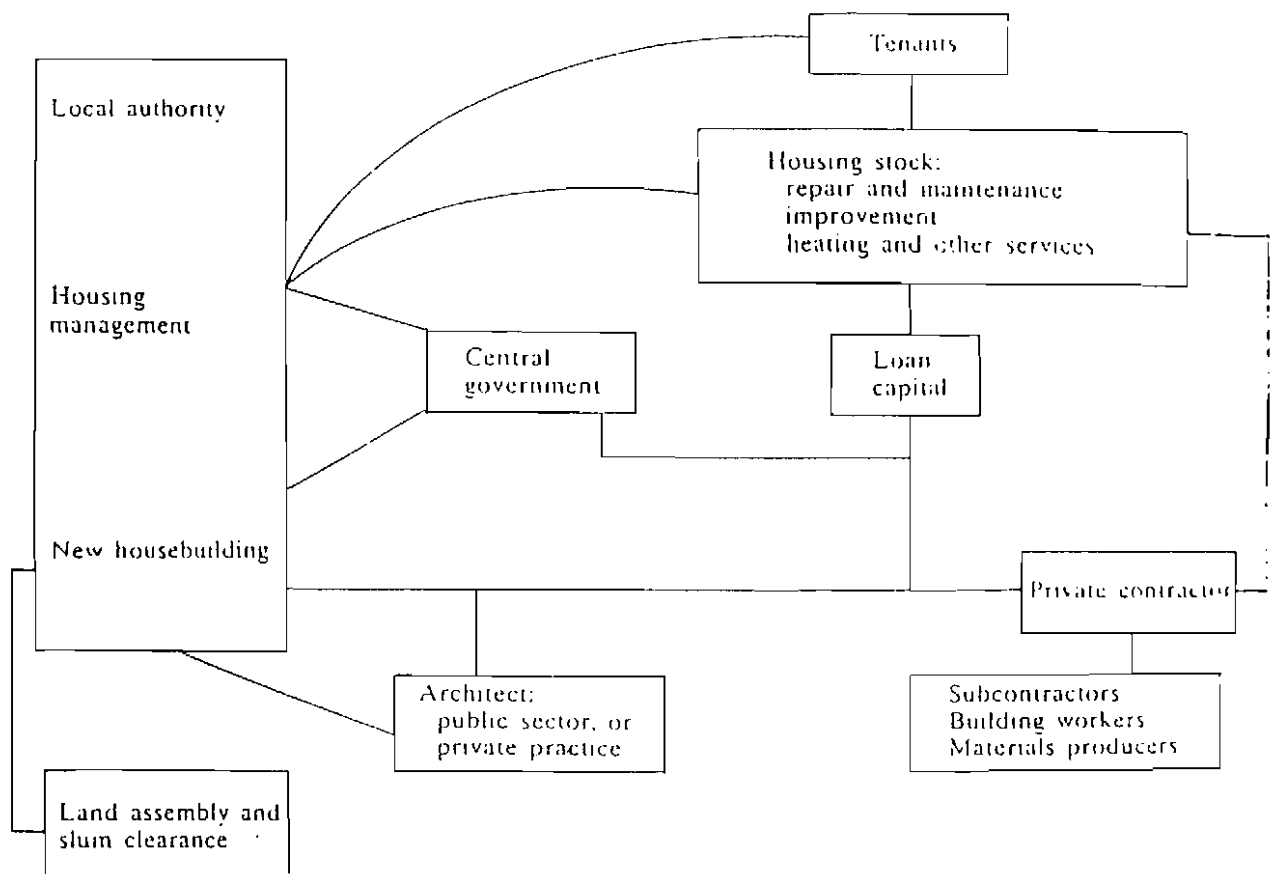 Tenants
Local authority
Housing stock:
repair and maintenance
improvement
heating and other services
Housing
management
Central
government
Loan
capital
New housebuilding
Private contractor
Architect:
public sector, or
private practice
Subcontractors
Building workers
Materials producers
Land assembly and
slum clearance